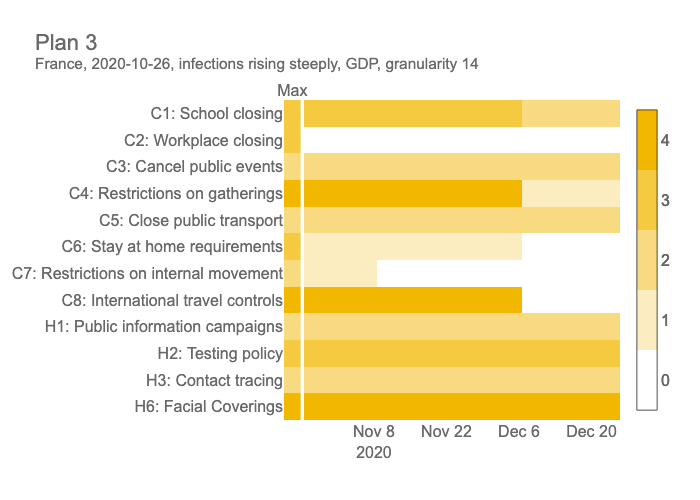 Plan 3
France, 2020-10-26, infections rising steeply, GDP, granularity 14
Max
C1: School closing
C2: Workplace closing
C3: Cancel public events
C4: Restrictions on gatherings
C5: Close public transport
C6: Stay at home requirements
C7: Restrictions on internal movement
C8: International travel controls
H1: Public information campaigns
H2: Testing policy
H3: Contact tracing
H6: Facial Coverings
Nov 8 Nov 22 Dec 6 Dec 20
2020
4
3
2
1
0